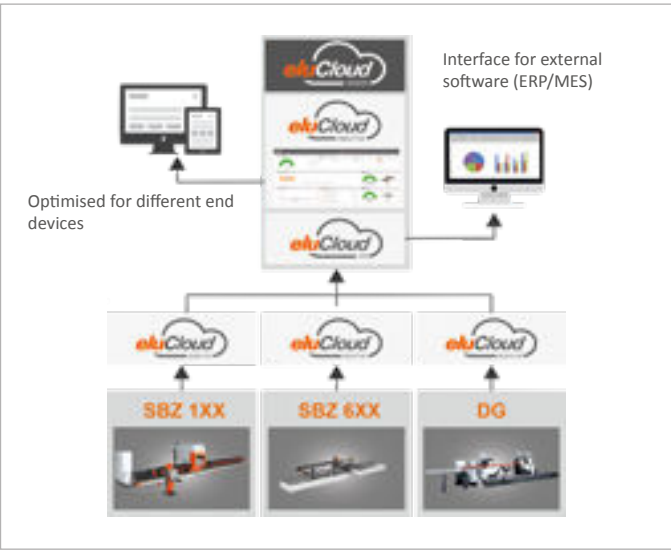 eluCloud
Interface for external
software (ERP/MES)
eluCloud
Optimised for different end
devices
eluCloud
eluCloud
eluCloud
eluCloud
SBZ 1XX
SBZ 6XX
DG